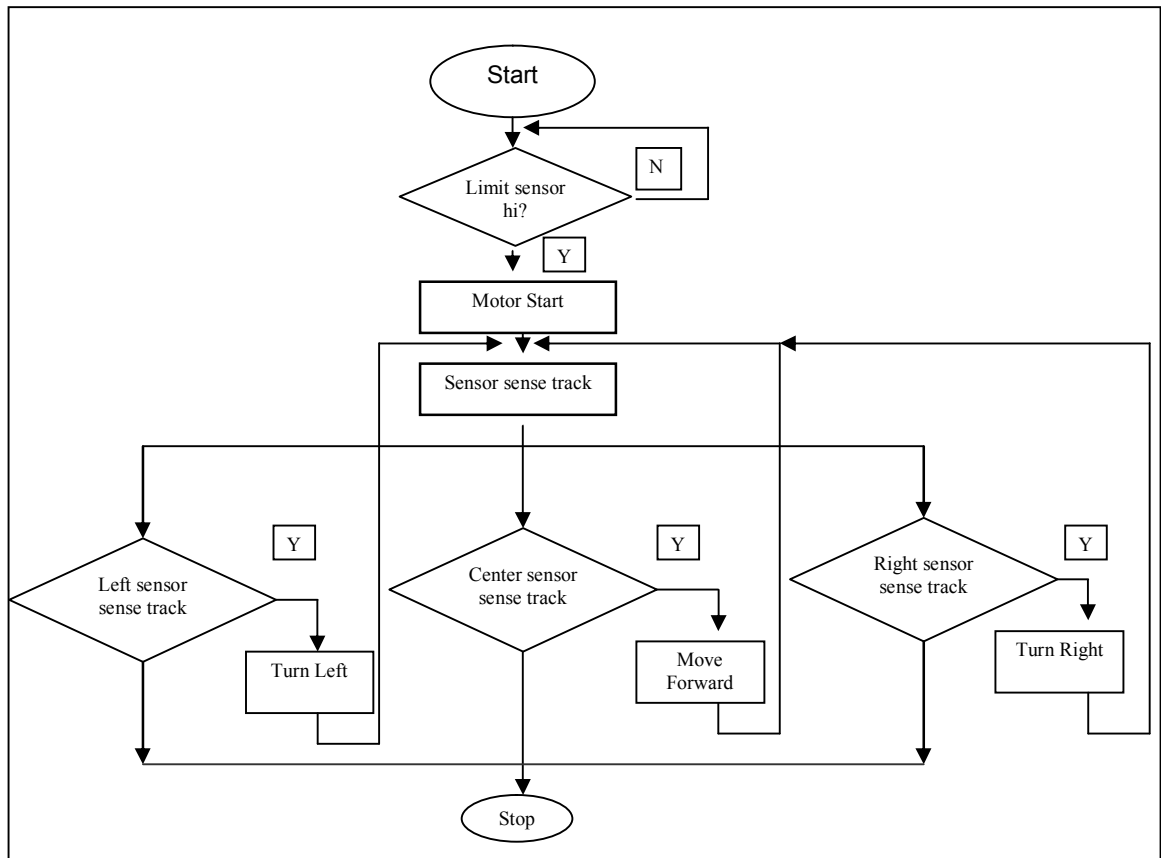 Start
Limit sensor
hi?
N
Y
Motor Start
Sensor sense track
Y
Left sensor
sense track
Turn Left
Y
Center sensor
sense track
Move
Forward
Y
Right sensor
sense track
Turn Right
Stop